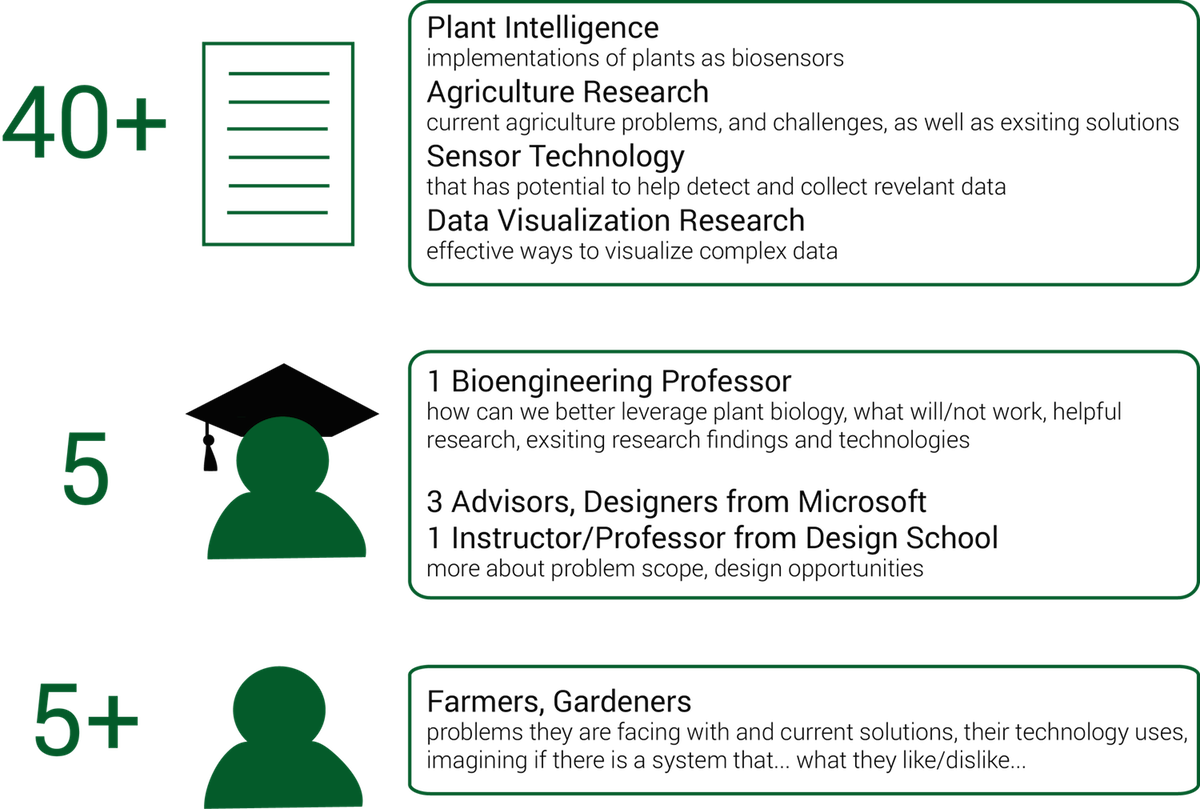 40+
Plant Intelligence
implementations of plants as biosensors
Agriculture Research
current agriculture problems, and challenges, as well as exsiting solutions
Sensor Technology
that has potential to help detect and collect revelant data
Data Visualization Research
effective ways to visualize complex data
5
1 Bioengineering Professor
how can we better leverage plant biology, what will/not work, helpful
research, exsiting research findings and technologies
3 Advisors, Designers from Microsoft
1 Instructor/Professor from Design School
more about problem scope, design opportunities
5+
Farmers, Gardeners
problems they are facing with and current solutions, their technology uses,
imagining if there is a system that... what they like/dislike...